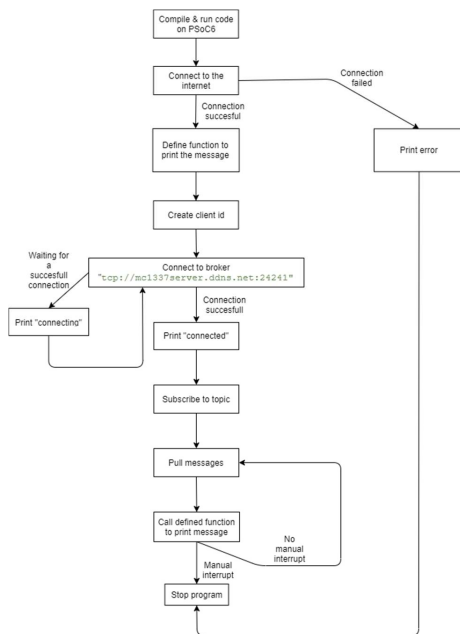 Compile & run code
on PSoC6
Connect to the
internet
Connection
failed
Connection
succesful
Define function to
print the message
Print error
Create client id
Waiting for
a
succesfull
connection
Connect to broker
"tcp://mc1337server.ddns.net:24241"
Connection
succesfull
Print "connecting"
Print "connected"
Subscribe to topic
Pull messages
Call defined function
to print message
No
manual
interrupt
Manual
interrupt
Stop program